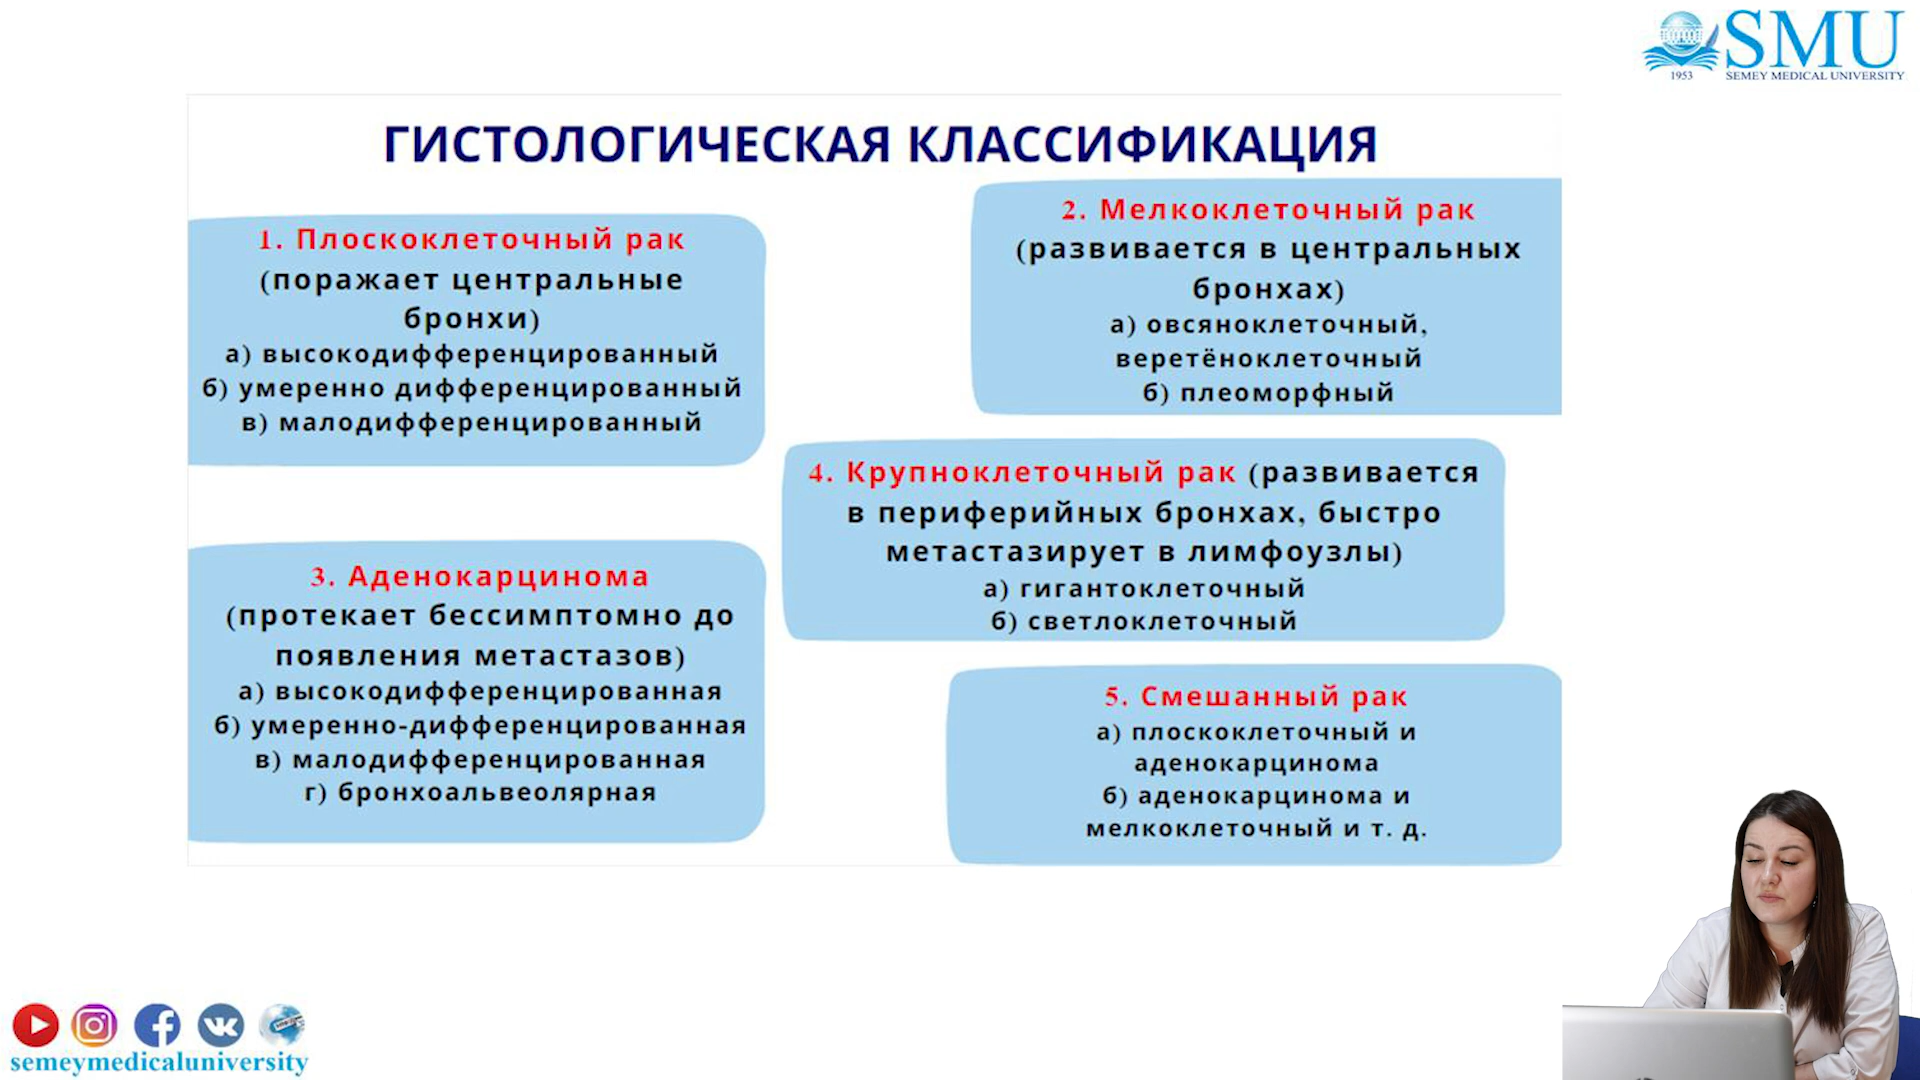 SMU
1953
SEMEY MEDICAL UNIVERSITY
ГИСТОЛОГИЧЕСКАЯ КЛАССИФИКАЦИЯ
1. Плоскоклеточный рак
(поражает центральные
бронхи)
а) высокодифференцированный
б) умеренно дифференцированный
в) малодифференцированный
2. Мелкоклеточный рак
(развивается в центральных
бронхах)
а) овсяноклеточный,
веретёноклеточный
б) плеоморфный
3. Аденокарцинома
(протекает бессимптомно до
появления метастазов)
а) высокодифференцированная
б) умеренно-дифференцированная
в) малодифференцированная
г) бронхоальвеолярная
4. Крупноклеточный рак (развивается
в периферийных бронхах, быстро
метастазирует в лимфоузлы)
а) гигантоклеточный
б) светлоклеточный
5. Смешанный рак
а) плоскоклеточный и
аденокарцинома
б) аденокарцинома и
мелкоклеточный и т. д.
semeymedicaluniversity